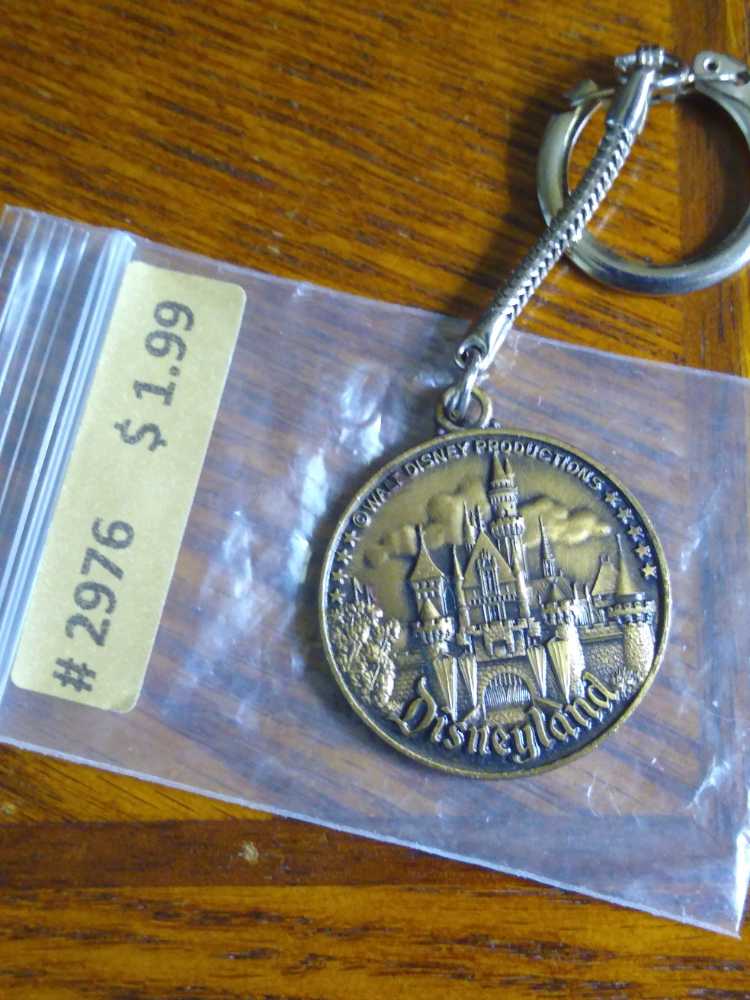 # 2976 $ 1.99
©WALT DISNEY PRODUCTIONS
Disneyland